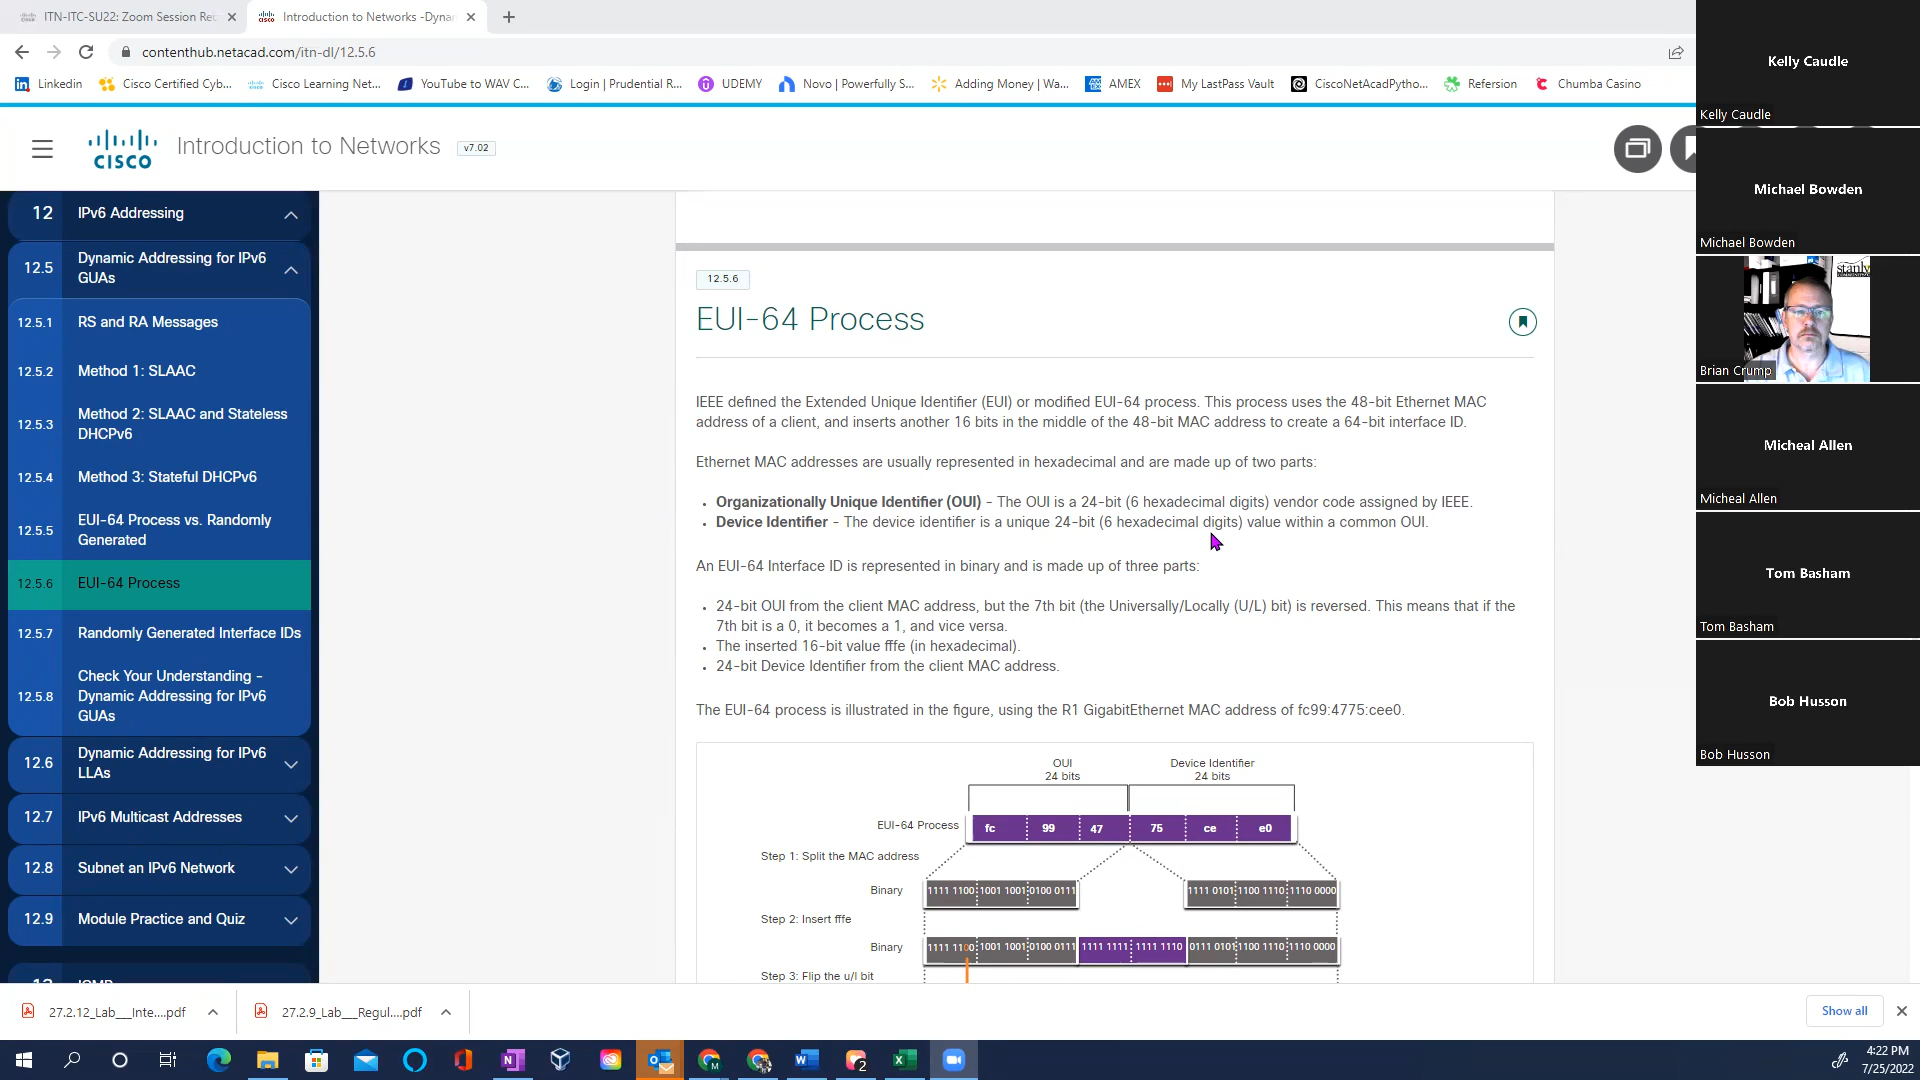 ITN-ITC-SU22: Zoom Session Rec
Introduction to Networks -Dyna
contenthub.netacad.com/itn-dl/12.5.6
Linkedin
Cisco Certified Cyb...
Cisco Learning Net...
YouTube to WAV C...
Login | Prudential R...
UDEMY
Novo | Powerfully S...
Adding Money | Wa...
AMEX
My LastPass Vault
CiscoNetAcadPytho...
Refersion
Chumba Casino
CISCO
Introduction to Networks
v7.02
12 IPv6 Addressing
12.5 Dynamic Addressing for IPv6
GUAs
12.5.1 RS and RA Messages
12.5.2 Method 1: SLAAC
12.5.3 Method 2: SLAAC and Stateless
DHCPv6
12.5.4 Method 3: Stateful DHCPv6
12.5.5 EUI-64 Process vs. Randomly
Generated
12.5.6 EUI-64 Process
12.5.7 Randomly Generated Interface IDs
12.5.8 Check Your Understanding -
Dynamic Addressing for IPv6
GUAs
12.6 Dynamic Addressing for IPv6
LLAs
12.7 IPv6 Multicast Addresses
12.8 Subnet an IPv6 Network
12.9 Module Practice and Quiz
12.5.6
EUI-64 Process
IEEE defined the Extended Unique Identifier (EUI) or modified EUI-64 process. This process uses the 48-bit Ethernet MAC
address of a client, and inserts another 16 bits in the middle of the 48-bit MAC address to create a 64-bit interface ID.
Ethernet MAC addresses are usually represented in hexadecimal and are made up of two parts:
• Organizationally Unique Identifier (OUI) - The OUI is a 24-bit (6 hexadecimal digits) vendor code assigned by IEEE.
• Device Identifier - The device identifier is a unique 24-bit (6 hexadecimal digits) value within a common OUI.
An EUI-64 Interface ID is represented in binary and is made up of three parts:
• 24-bit OUI from the client MAC address, but the 7th bit (the Universally/Locally (U/L) bit) is reversed. This means that if the
7th bit is a 0, it becomes a 1, and vice versa.
• The inserted 16-bit value fffe (in hexadecimal).
• 24-bit Device Identifier from the client MAC address.
The EUI-64 process is illustrated in the figure, using the R1 GigabitEthernet MAC address of fc99:4775:cee0.
OUI
24 bits
Device Identifier
24 bits
EUI-64 Process fc 99 47 75 ce e0
Step 1: Split the MAC address
Binary 1111 1100 1001 1001 0100 0111 1111 0101 1100 1110 1110 0000
Step 2: Insert fffe
Binary 1111 1100 1001 1001 0100 0111 1111 1111 1111 1110 0111 0101 1100 1110 1110 0000
Step 3: Flip the u/l bit
Kelly Caudle
Kelly Caudle
Michael Bowden
Michael Bowden
stanly
Brian Crump
Micheal Allen
Micheal Allen
Tom Basham
Tom Basham
Bob Husson
Bob Husson
27.2.12_Lab___Inte....pdf
27.2.9_Lab___Regul....pdf
Show all
2
4:22 PM
7/25/2022